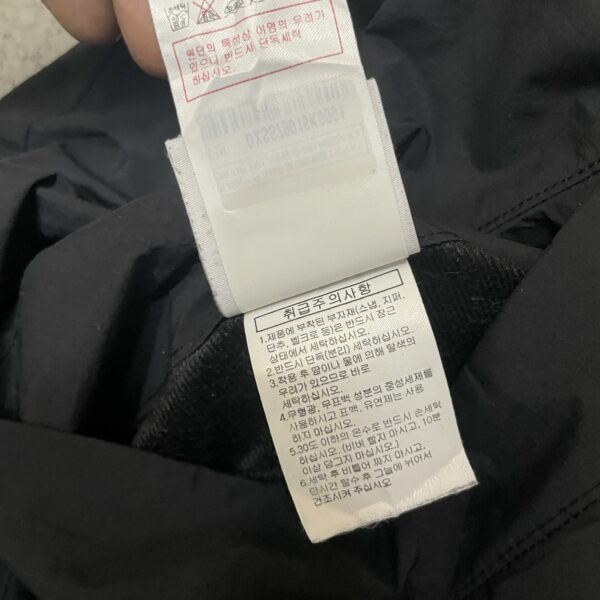 원단의 특성상 이염의 우려가
있으니 반드시 단독세탁
하십시오.
취급주의사항
1.제품에 부착된 부자재(스냅, 지퍼,
단추, 벨크로 등)은 반드시 잠근
상태에서 세탁하십시오.
2.반드시 단독(분리) 세탁하십시오.
3.착용 후 땀이나 물에 의해 탈색의
우려가 있으므로 바로
세탁하십시오.
4.무형광, 무표백 성분의 중성세제를
사용하시고 표백, 유연제는 사용
하지 마십시오.
5.30도 이하의 온수로 반드시 손세탁
하십시오. (비벼 빨지 마시고, 10분
이상 담그지 마십시오.)
6.세탁 후 비틀어 짜지 마시고,
단시간 탈수 후 그늘에 뉘어서
건조시켜 주십시오